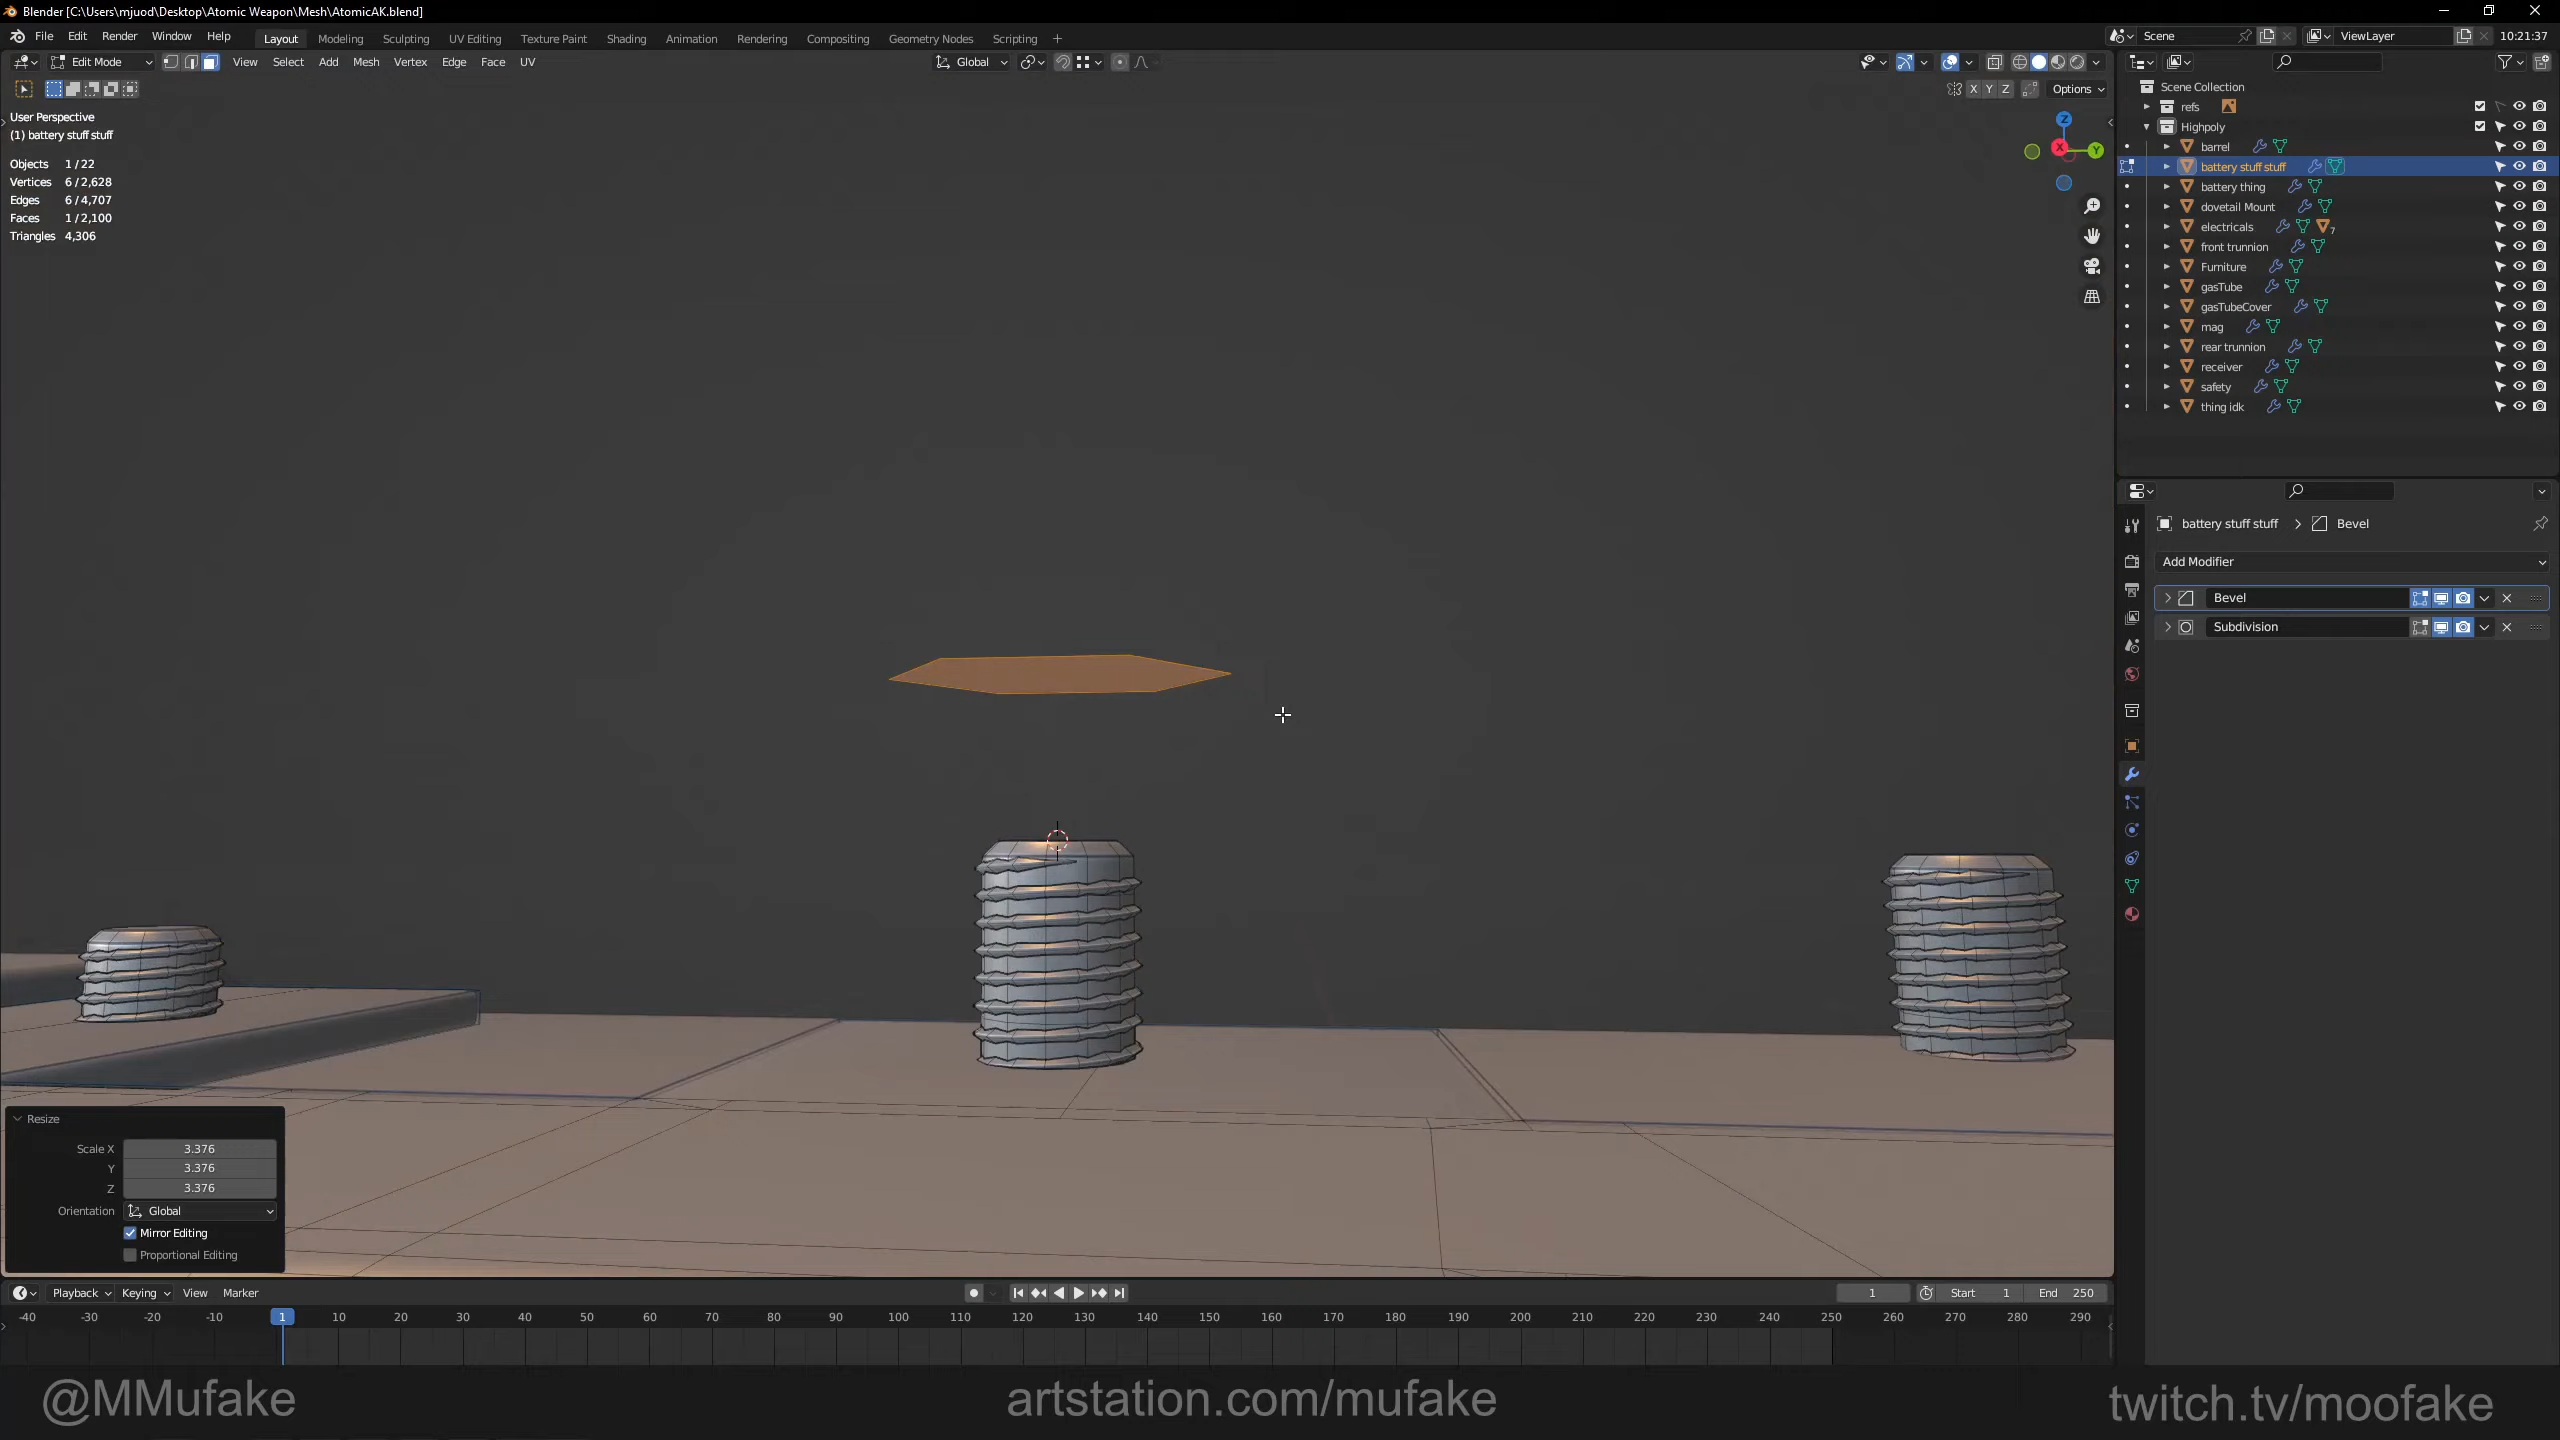 Blender [C:\Users\mjuod\Desktop\Atomic Weapon\Mesh\AtomicAK.blend]
File Edit Render Window Help Layout Modeling Sculpting UV Editing Texture Paint Shading Animation Rendering Compositing Geometry Nodes Scripting + Scene ViewLayer 10:21:37
Edit Mode View Select Add Mesh Vertex Edge Face UV Global
X Y Z Options
User Perspective
(1) battery stuff stuff
Objects 1 / 22
Vertices 6 / 2,628
Edges 6 / 4,707
Faces 1 / 2,100
Triangles 4,306
Z
X
Y
Scene Collection
refs
Highpoly
barrel
battery stuff stuff
battery thing
dovetail Mount
electricals 7
front trunnion
Furniture
gasTube
gasTubeCover
mag
rear trunnion
receiver
safety
thing idk
battery stuff stuff > Bevel
Add Modifier
Bevel
Subdivision
Resize
Scale X 3.376
Y 3.376
Z 3.376
Orientation Global
Mirror Editing
Proportional Editing
Playback Keying View Marker 1 Start 1 End 250
-40 -30 -20 -10 1 10 20 30 40 50 60 70 80 90 100 110 120 130 140 150 160 170 180 190 200 210 220 230 240 250 260 270 280 290
@MMufake artstation.com/mufake twitch.tv/moofake